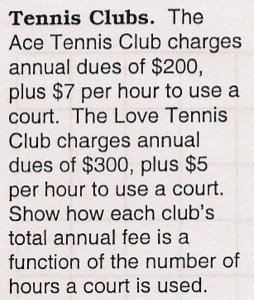 Tennis Clubs. The
Ace Tennis Club charges
annual dues of $200,
plus $7 per hour to use a
court. The Love Tennis
Club charges annual
dues of $300, plus $5
per hour to use a court.
Show how each club's
total annual fee is a
function of the number of
hours a court is used.